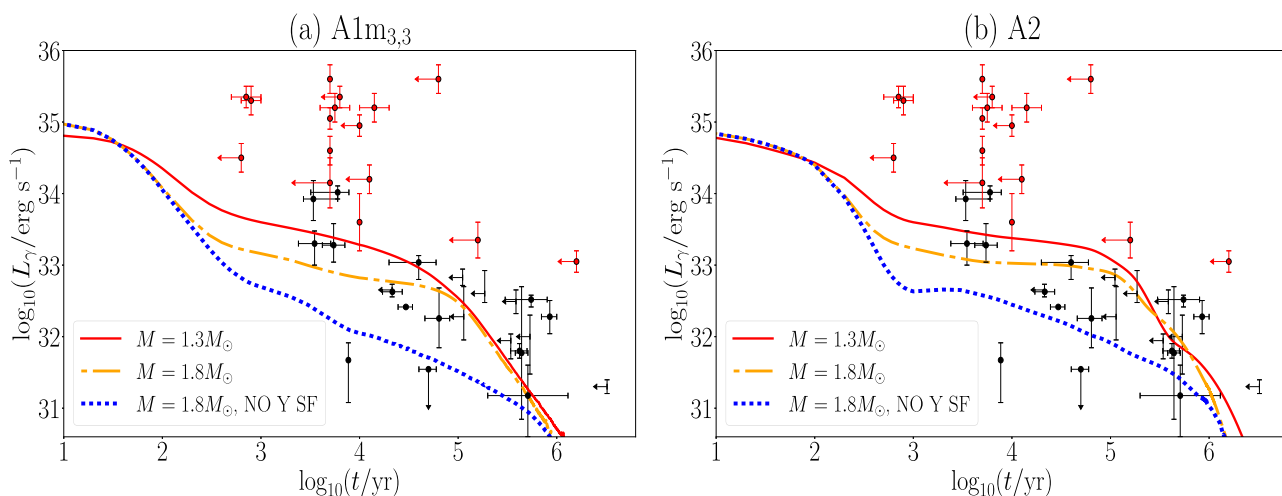 (a) A1m₃,₃
36
35
34
33
32
31
log₁₀(Lᵧ/erg s⁻¹)
M = 1.3M⊙
M = 1.8M⊙
M = 1.8M⊙, NO Y SF
1 2 3 4 5 6
log₁₀(t/yr)
(b) A2
36
35
34
33
32
31
log₁₀(Lᵧ/erg s⁻¹)
M = 1.3M⊙
M = 1.8M⊙
M = 1.8M⊙, NO Y SF
1 2 3 4 5 6
log₁₀(t/yr)